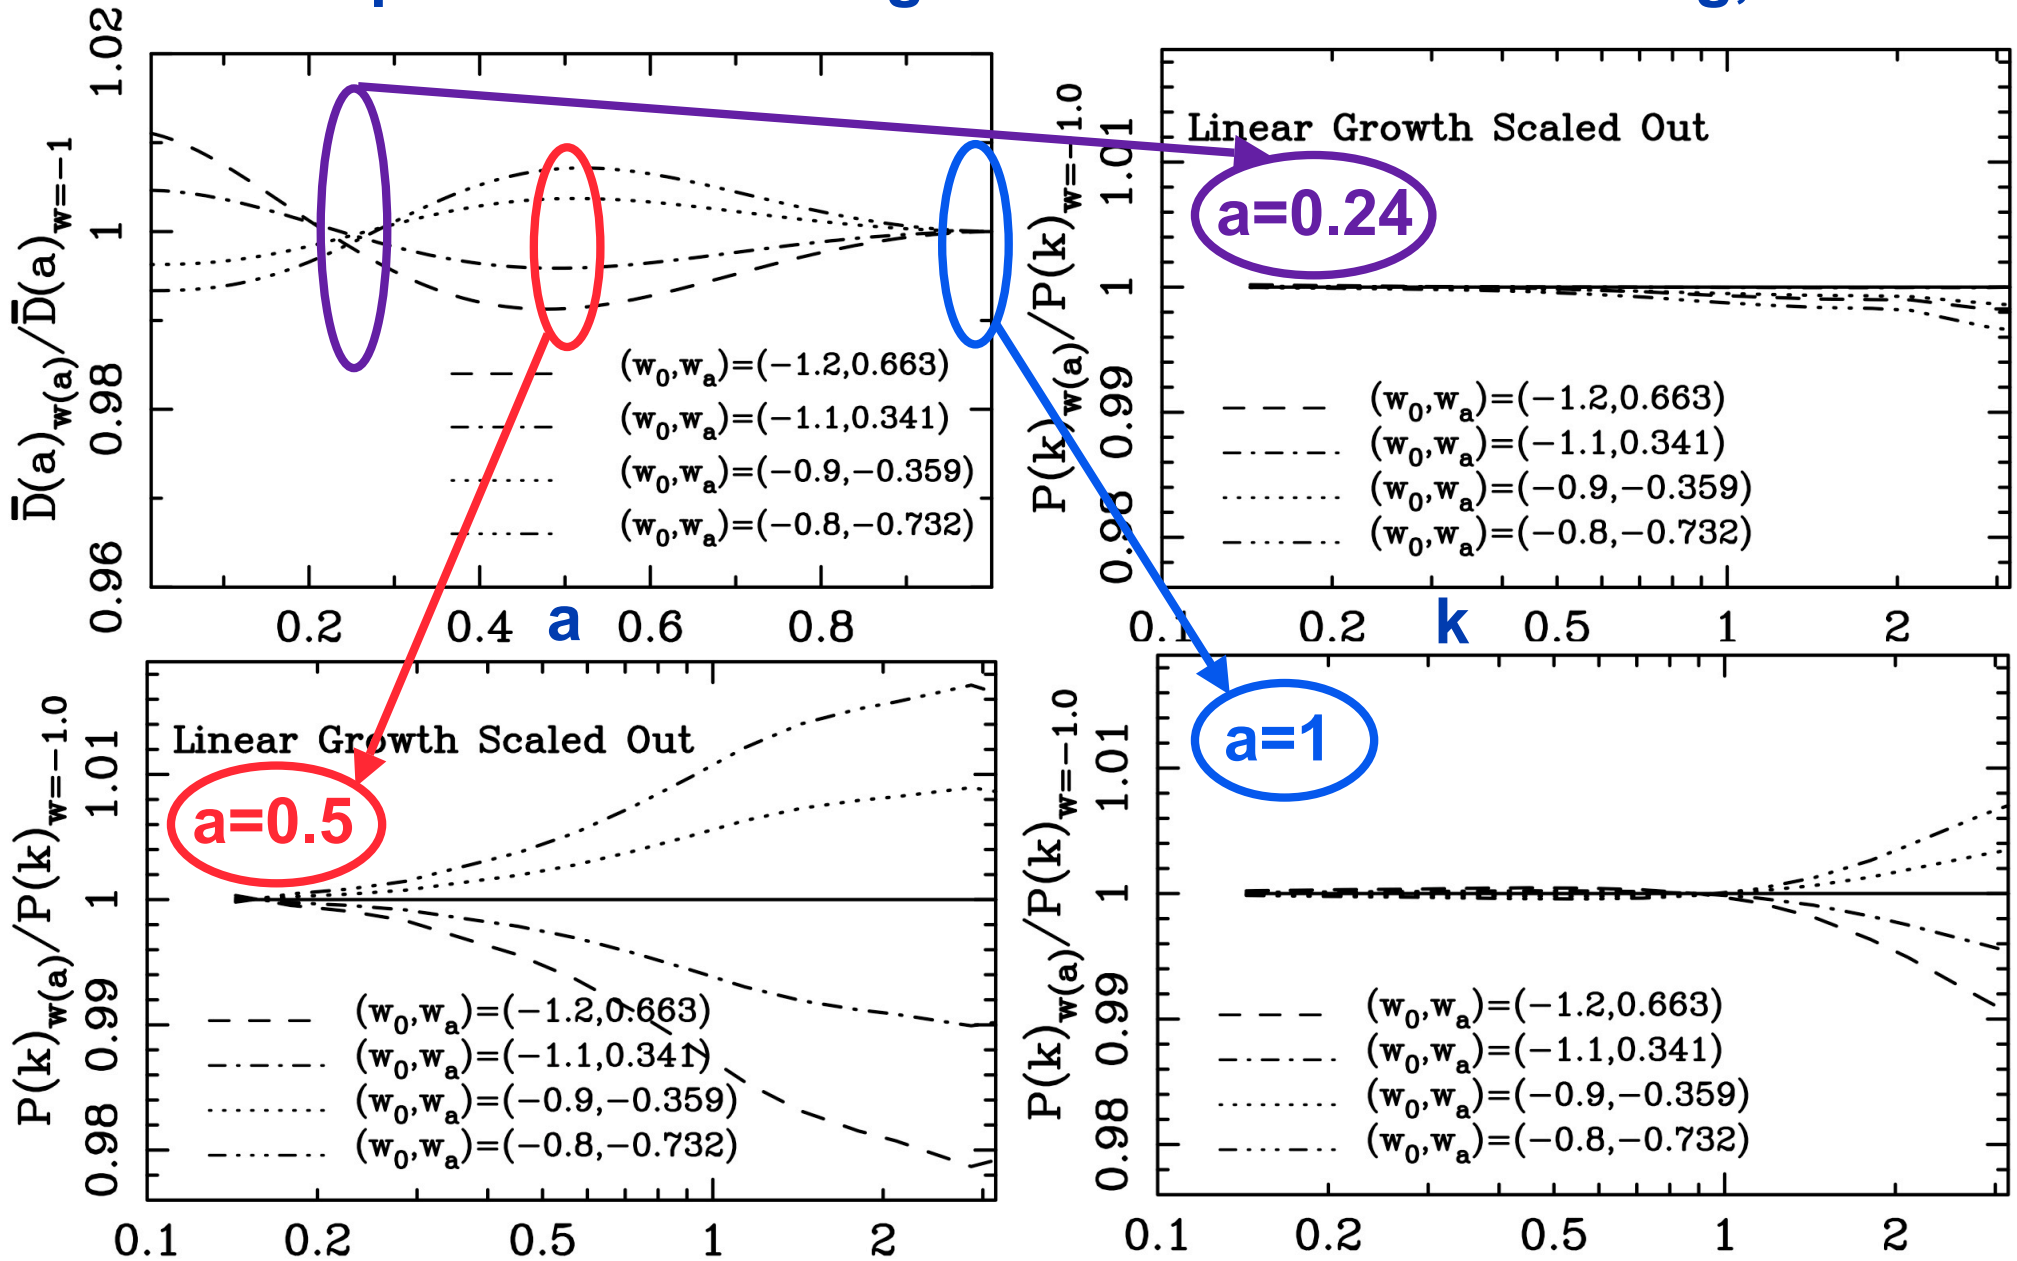 1.02
1
0.98
0.96
D̄(a)w(a)/D̄(a)w=−1
(w0,wa)=(−1.2,0.663)
(w0,wa)=(−1.1,0.341)
(w0,wa)=(−0.9,−0.359)
(w0,wa)=(−0.8,−0.732)
0.2 0.4 a 0.6 0.8
P(k)w(a)/P(k)w=−1.0
1.01
1
0.99
0.98
Linear Growth Scaled Out
a=0.24
(w0,wa)=(−1.2,0.663)
(w0,wa)=(−1.1,0.341)
(w0,wa)=(−0.9,−0.359)
(w0,wa)=(−0.8,−0.732)
0.1 0.2 k 0.5 1 2
P(k)w(a)/P(k)w=−1.0
1.01
1
0.99
0.98
Linear Growth Scaled Out
a=0.5
(w0,wa)=(−1.2,0.663)
(w0,wa)=(−1.1,0.341)
(w0,wa)=(−0.9,−0.359)
(w0,wa)=(−0.8,−0.732)
0.1 0.2 0.5 1 2
P(k)w(a)/P(k)w=−1.0
1.01
1
0.99
0.98
a=1
(w0,wa)=(−1.2,0.663)
(w0,wa)=(−1.1,0.341)
(w0,wa)=(−0.9,−0.359)
(w0,wa)=(−0.8,−0.732)
0.1 0.2 0.5 1 2